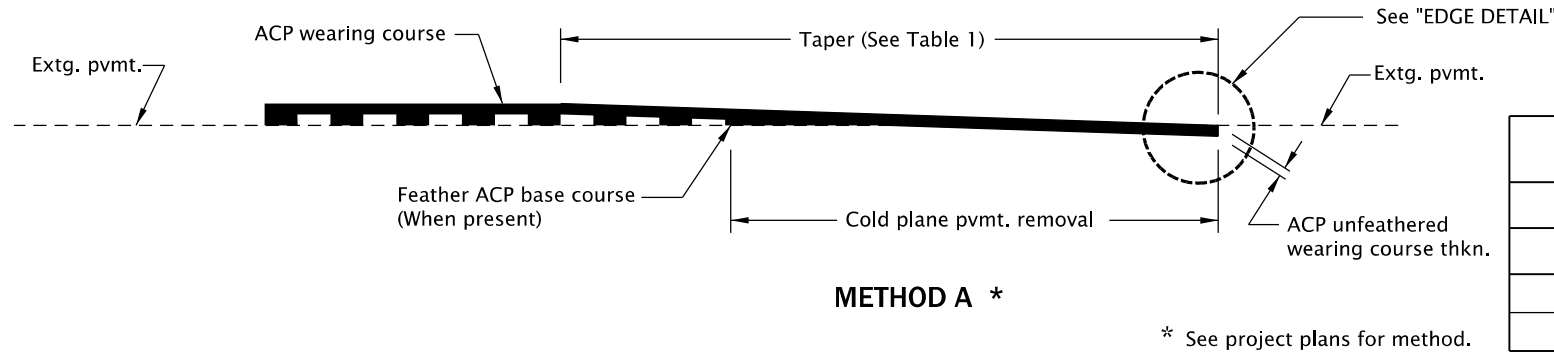 See "EDGE DETAIL"
ACP wearing course
Taper (See Table 1)
Extg. pvmt.
Extg. pvmt.
Feather ACP base course
(When present)
Cold plane pvmt. removal
ACP unfeathered
wearing course thkn.
METHOD A *
* See project plans for method.